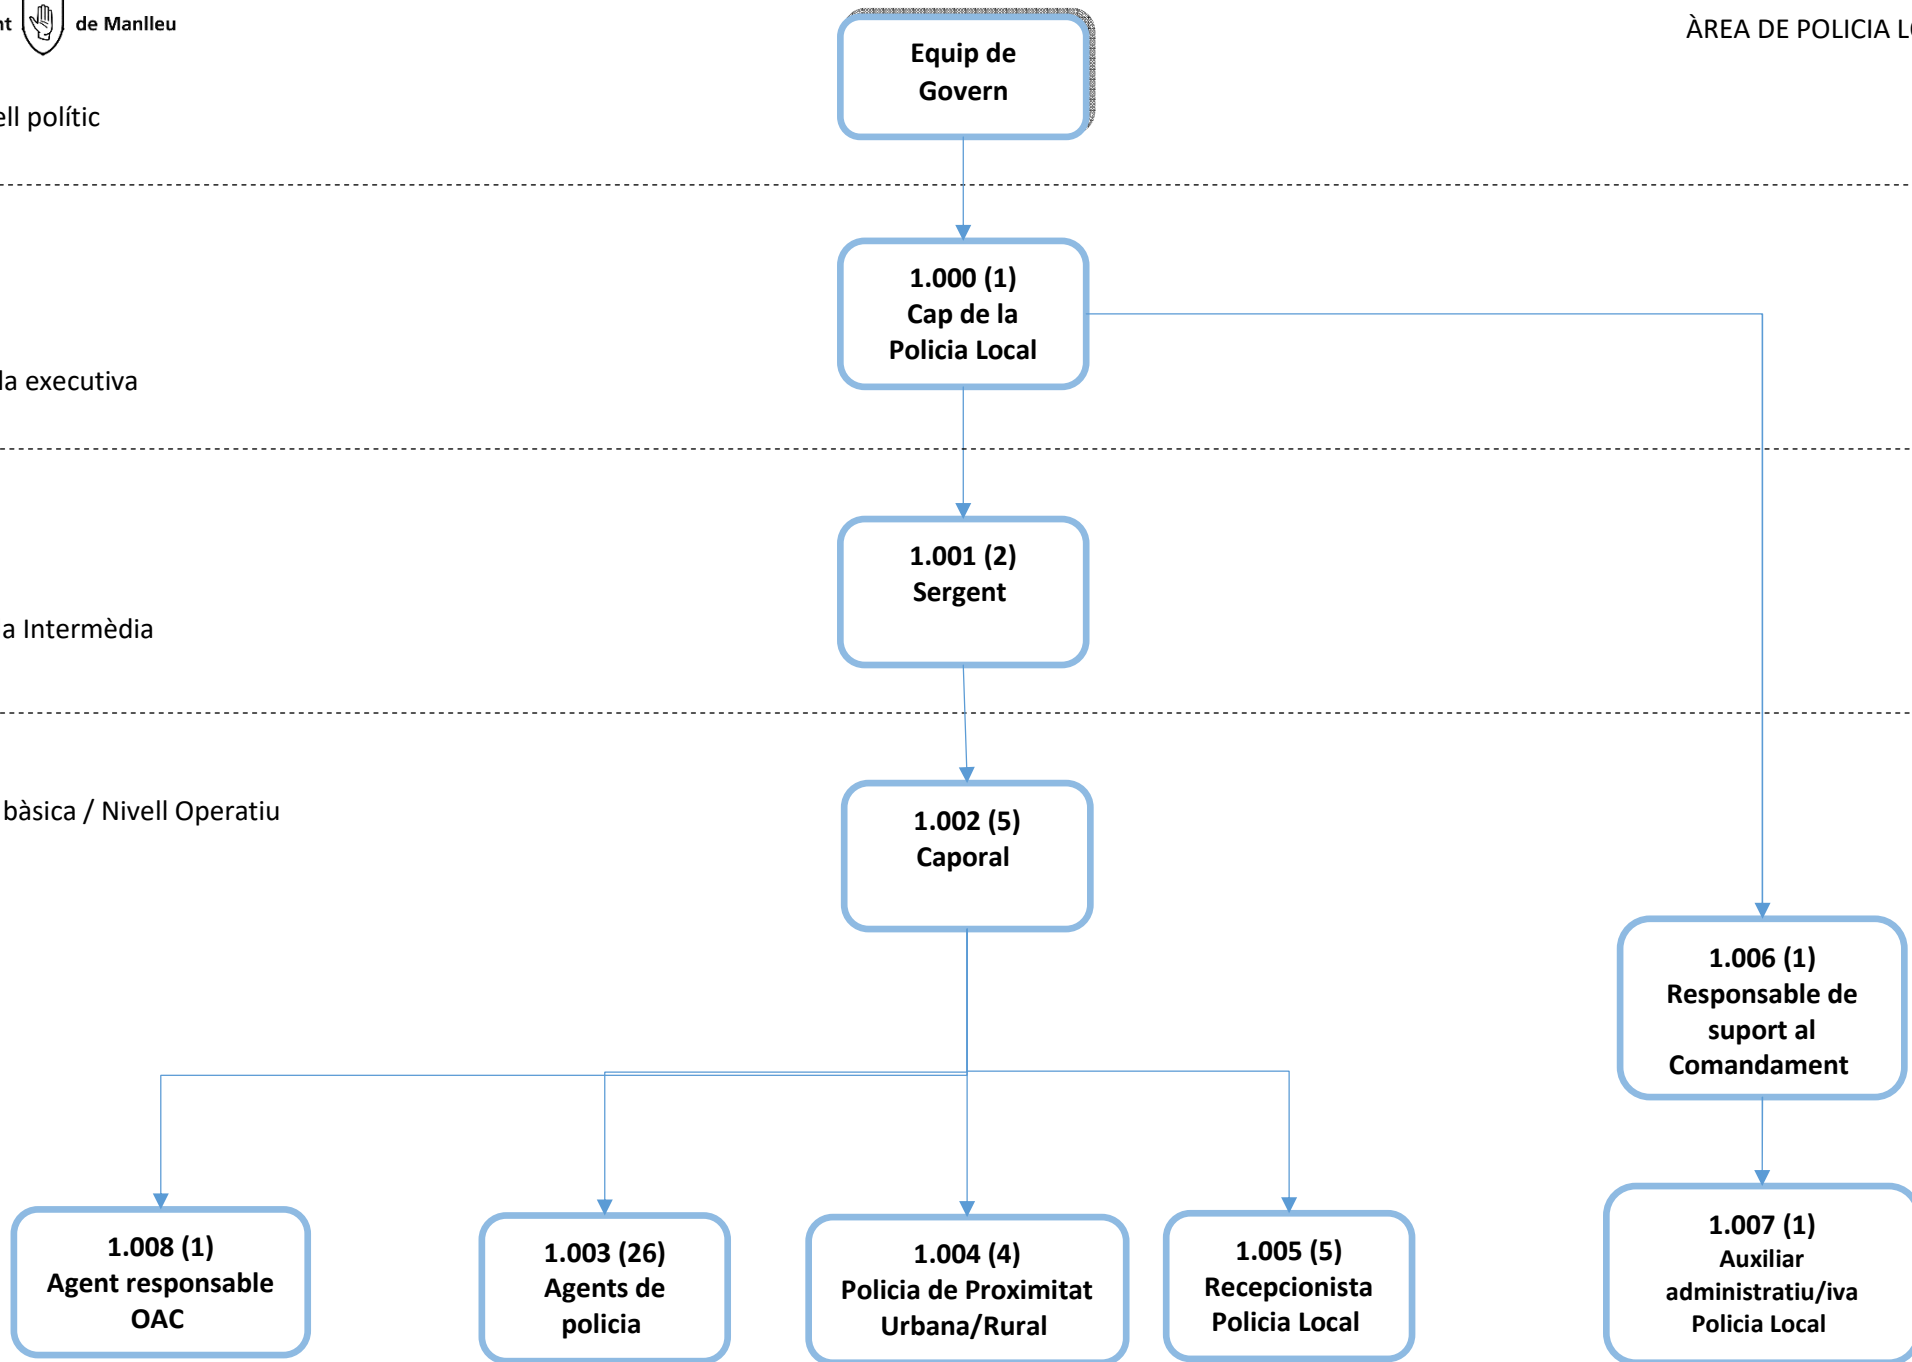 de Manlleu
ÀREA DE POLICIA
Equip de
Govern
polític
1.000 (1)
Cap de la
Policia Local
executiva
1.001 (2)
Sergent
Intermèdia
1.002 (5)
Caporal
bàsica / Nivell Operatiu
1.006 (1)
Responsable de
suport al
Comandament
1.008 (1)
Agent responsable
OAC
1.003 (26)
Agents de
policia
1.004 (4)
Policia de Proximitat
Urbana/Rural
1.005 (5)
Recepcionista
Policia Local
1.007 (1)
Auxiliar
administratiu/iva
Policia Local